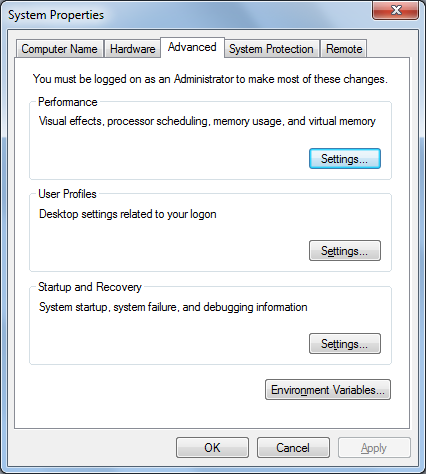 System Properties
Computer Name Hardware Advanced System Protection Remote
You must be logged on as an Administrator to make most of these changes.
Performance
Visual effects, processor scheduling, memory usage, and virtual memory
Settings...
User Profiles
Desktop settings related to your logon
Settings...
Startup and Recovery
System startup, system failure, and debugging information
Settings...
Environment Variables...
OK Cancel Apply